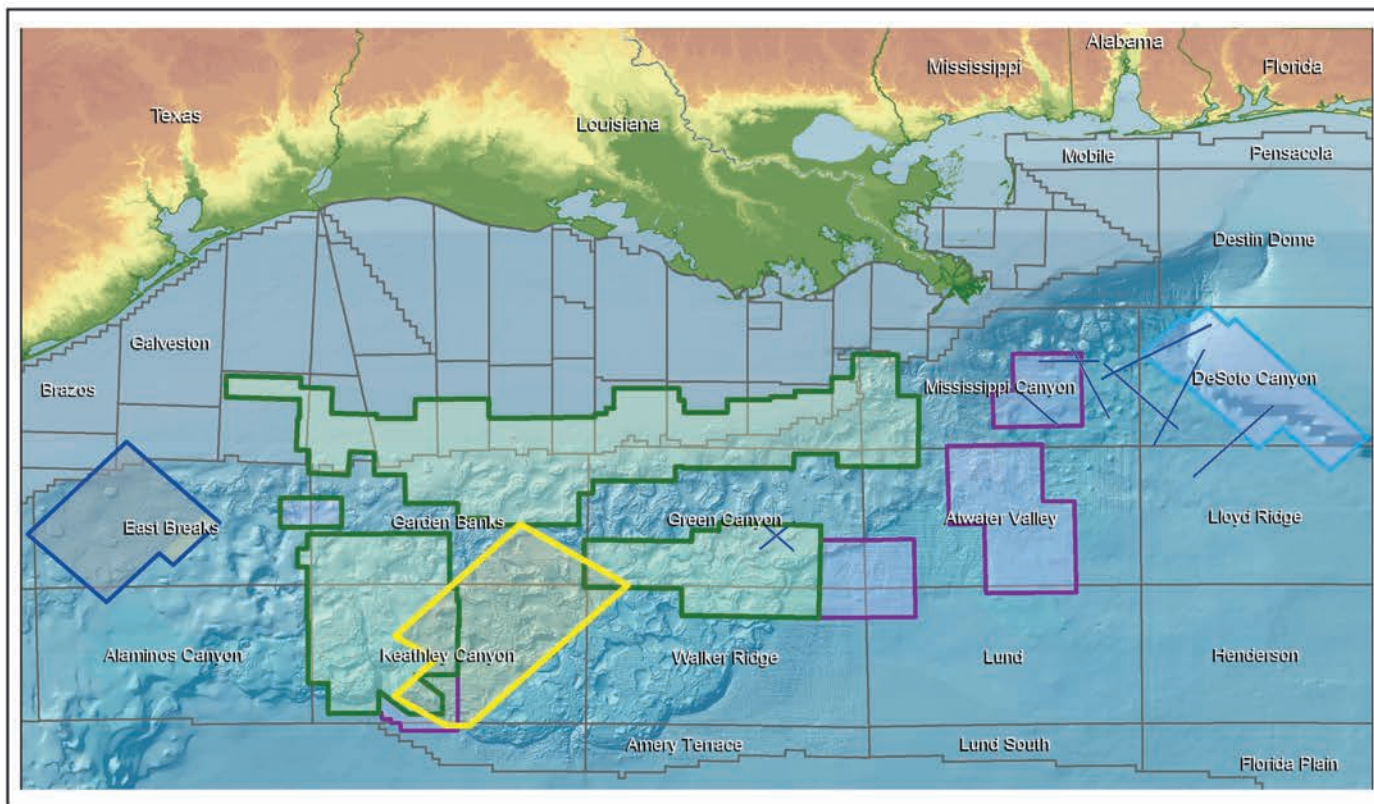 Alabama
Mississippi
Florida
Texas
Louisiana
Mobile
Pensacola
Destin Dome
Galveston
Brazos
Mississippi Canyon
DeSoto Canyon
East Breaks
Garden Banks
Green Canyon
Atwater Valley
Lloyd Ridge
Alaminos Canyon
Keathley Canyon
Walker Ridge
Lund
Henderson
Amery Terrace
Lund South
Florida Plain